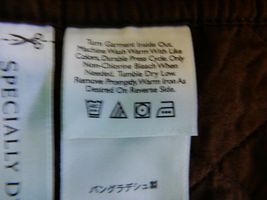 SPECIALLY D
Turn Garment Inside Out,
Machine Wash Warm With Like
Colors, Durable Press Cycle. Only
Non-Chlorine Bleach When
Needed. Tumble Dry Low.
Remove Promptly. Warm Iron As
Desired On Reverse Side.
バングラデシュ製